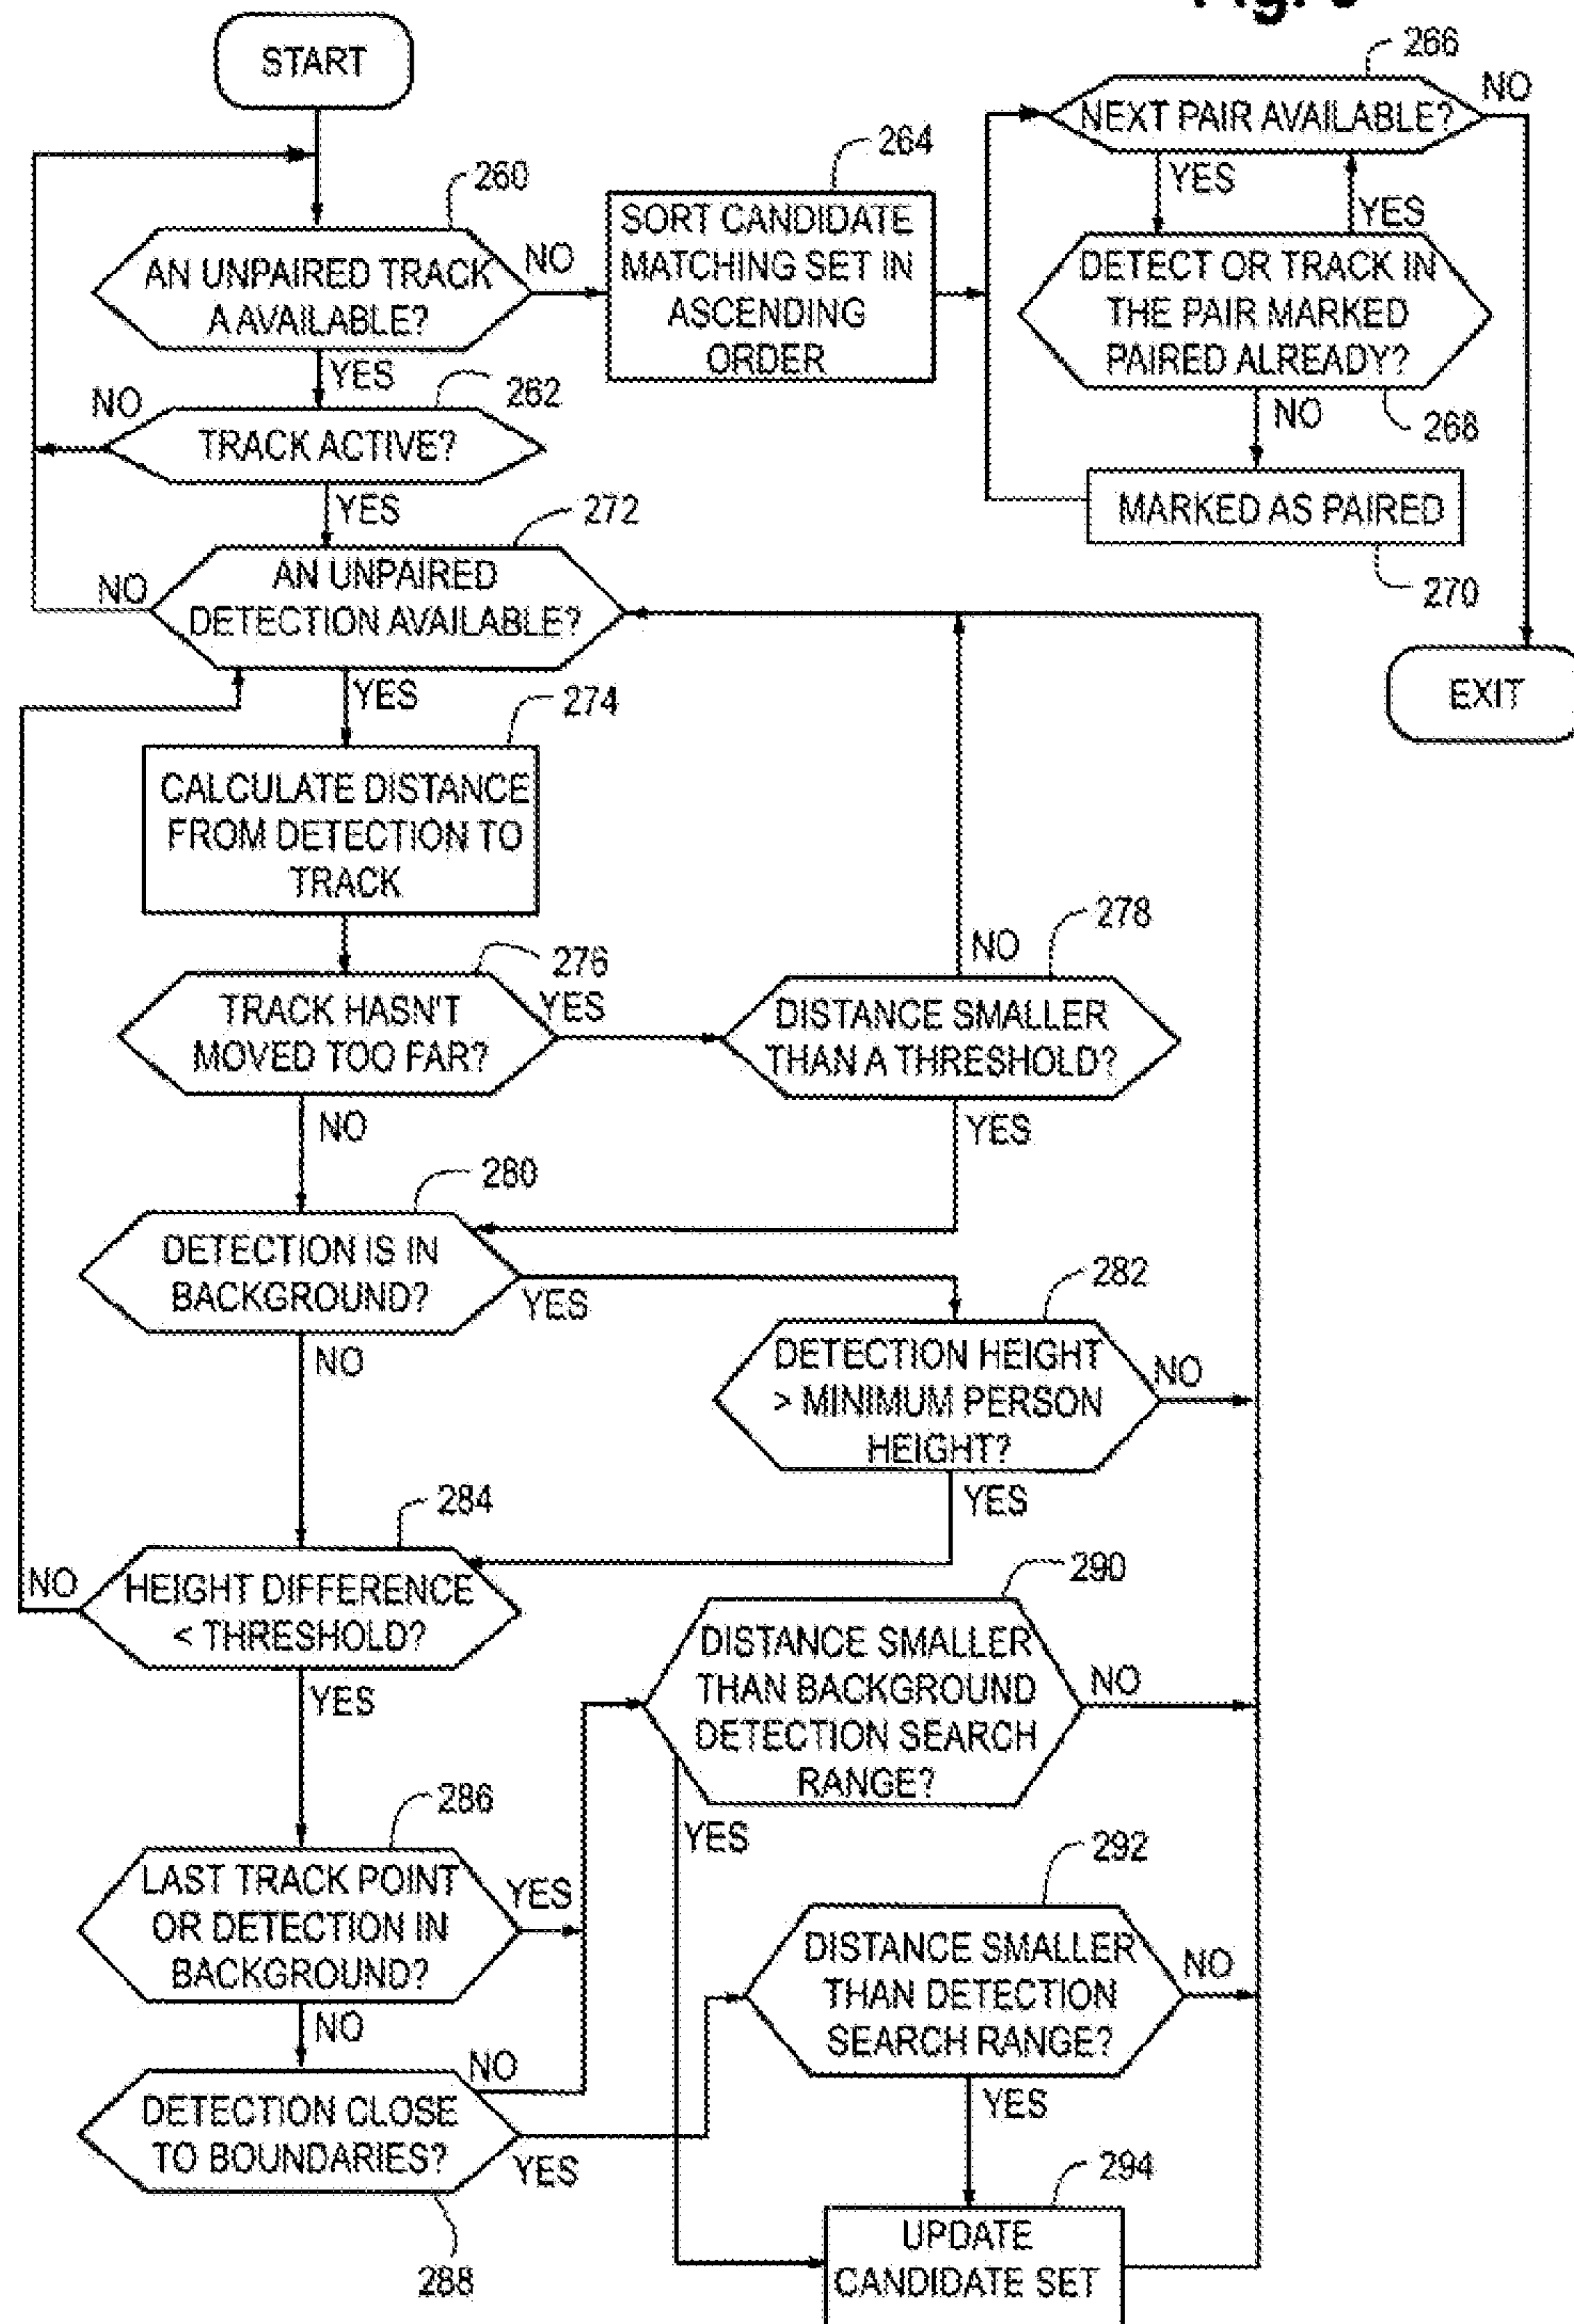 START
260
AN UNPAIRED TRACK
A AVAILABLE?
NO
YES
264
SORT CANDIDATE
MATCHING SET IN
ASCENDING
ORDER
266
NEXT PAIR AVAILABLE?
NO
YES
YES
DETECT OR TRACK IN
THE PAIR MARKED
PAIRED ALREADY?
268
NO
MARKED AS PAIRED
270
EXIT
262
NO
TRACK ACTIVE?
YES
272
AN UNPAIRED
DETECTION AVAILABLE?
NO
YES
274
CALCULATE DISTANCE
FROM DETECTION TO
TRACK
276
TRACK HASN'T
MOVED TOO FAR?
YES
NO
278
NO
DISTANCE SMALLER
THAN A THRESHOLD?
YES
280
DETECTION IS IN
BACKGROUND?
YES
NO
282
DETECTION HEIGHT
> MINIMUM PERSON
HEIGHT?
NO
YES
284
NO
HEIGHT DIFFERENCE
< THRESHOLD?
YES
290
DISTANCE SMALLER
THAN BACKGROUND
DETECTION SEARCH
RANGE?
NO
YES
286
LAST TRACK POINT
OR DETECTION IN
BACKGROUND?
YES
NO
292
DISTANCE SMALLER
THAN DETECTION
SEARCH RANGE?
NO
YES
NO
DETECTION CLOSE
TO BOUNDARIES?
YES
288
294
UPDATE
CANDIDATE SET